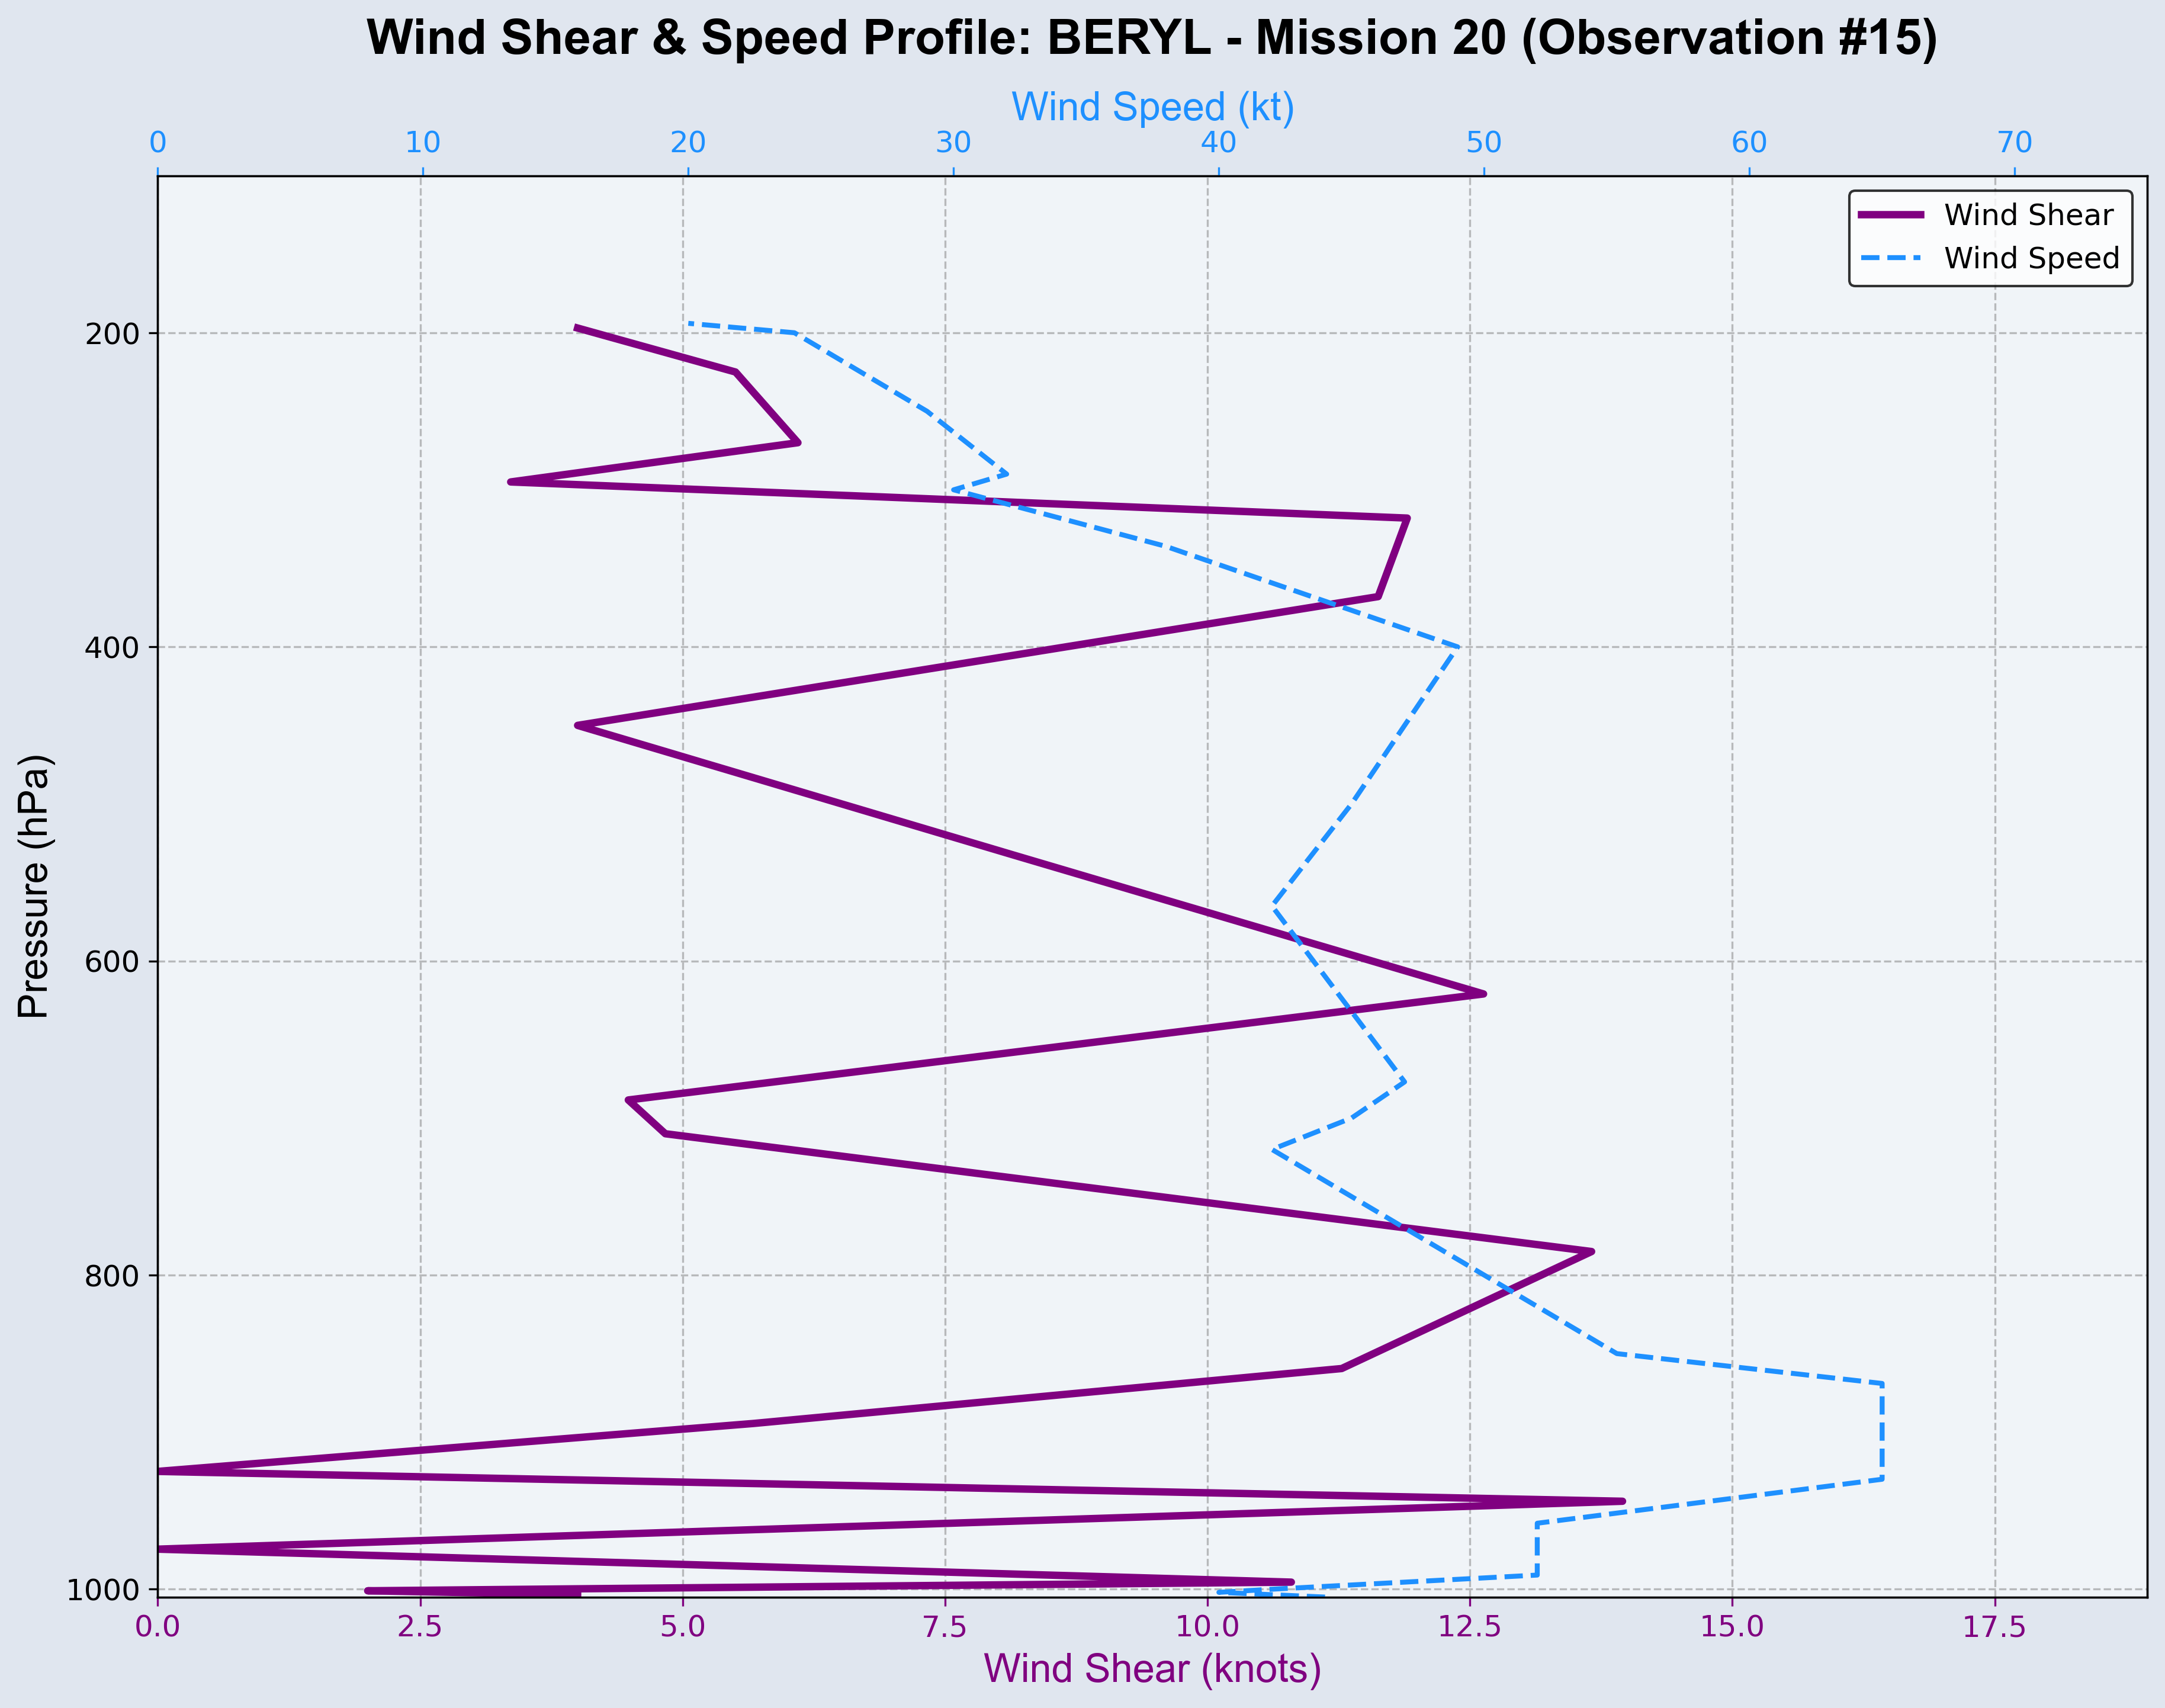 Wind Shear & Speed Profile: BERYL - Mission 20 (Observation #15)
Wind Speed (kt)
0 10 20 30 40 50 60 70
Wind Shear
Wind Speed
Pressure (hPa)
200
400
600
800
1000
0.0 2.5 5.0 7.5 10.0 12.5 15.0 17.5
Wind Shear (knots)